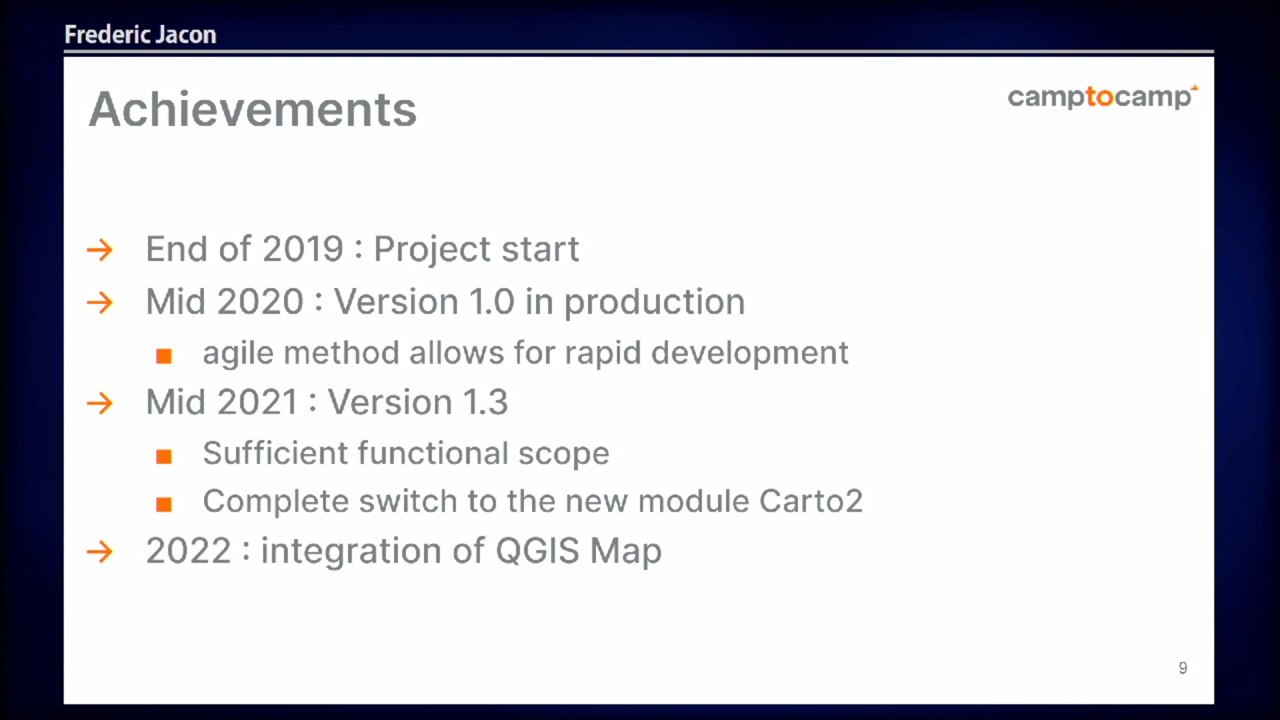 Frederic Jacon
Achievements
camptocamp
→ End of 2019 : Project start
→ Mid 2020 : Version 1.0 in production
■ agile method allows for rapid development
→ Mid 2021 : Version 1.3
■ Sufficient functional scope
■ Complete switch to the new module Carto2
→ 2022 : integration of QGIS Map
9